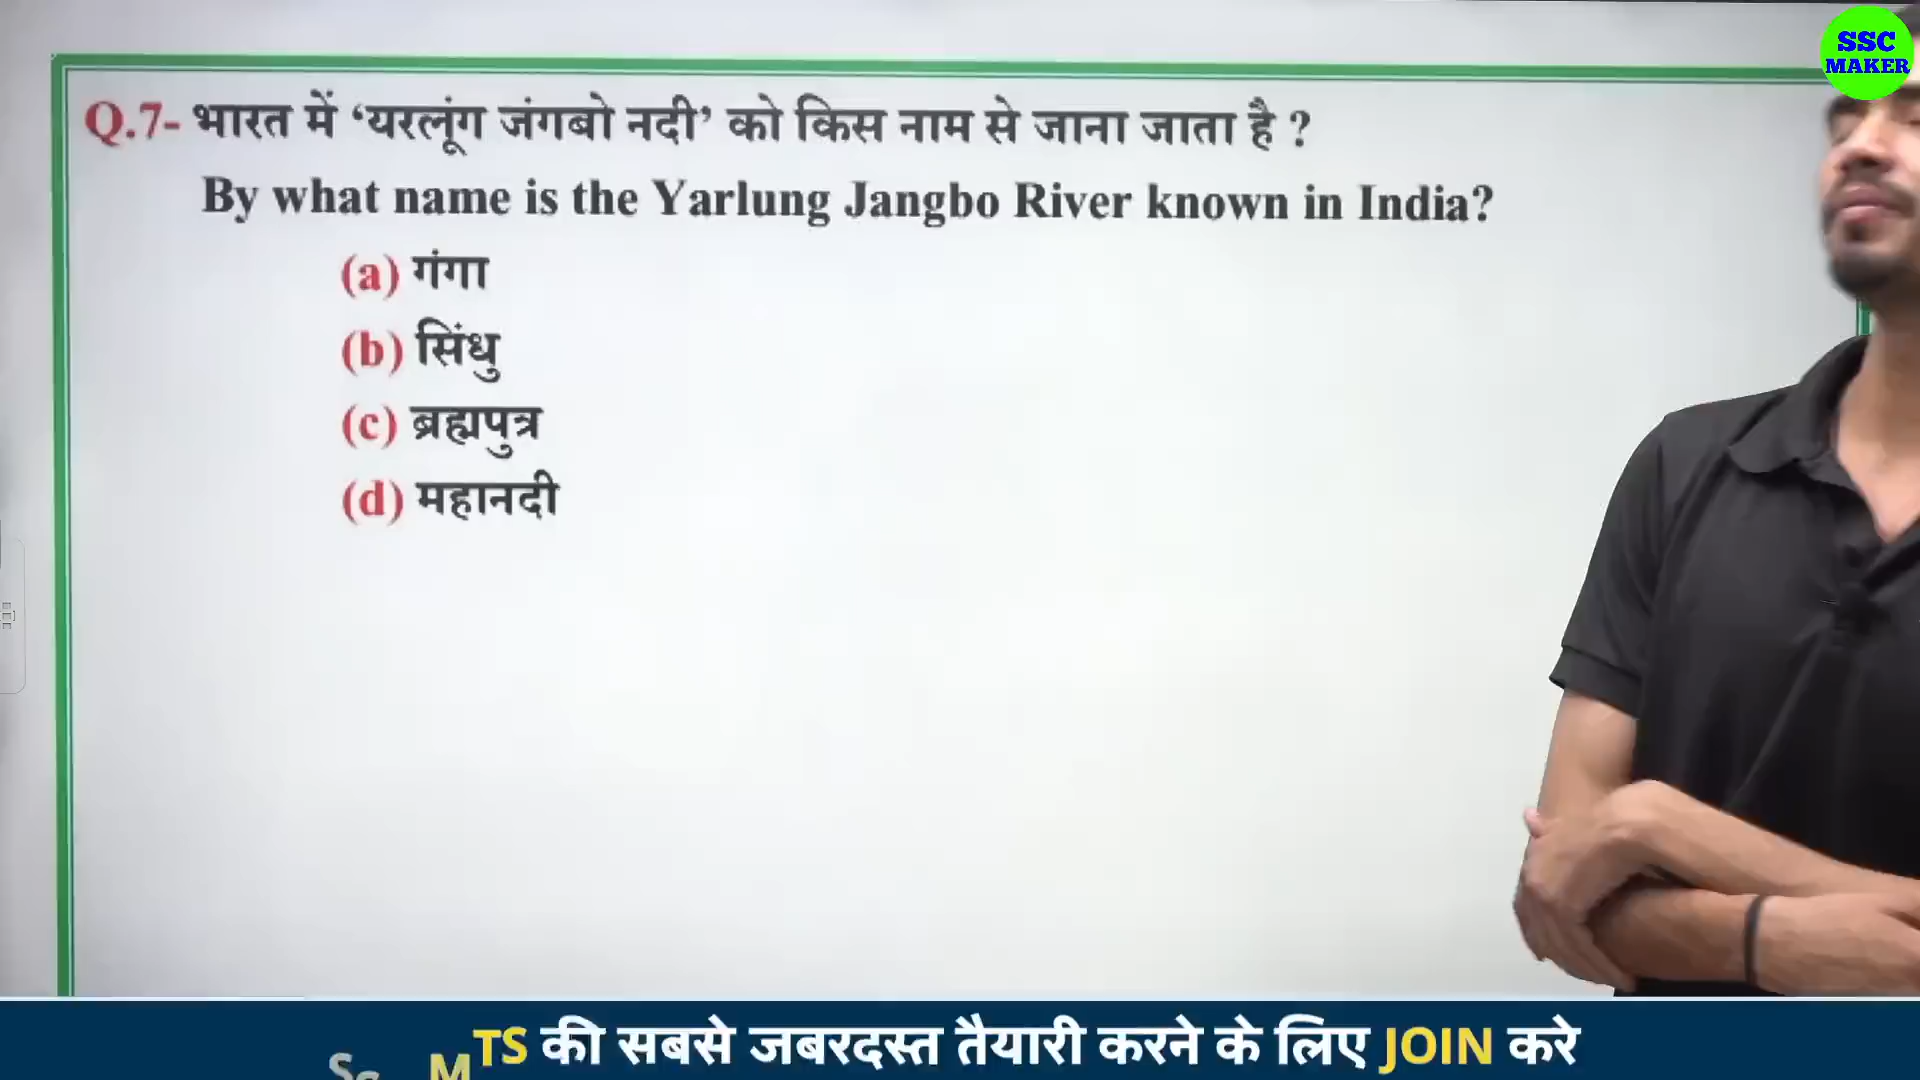 SSC
MAKER
Q.7- भारत में ‘यरलूंग जंगबो नदी’ को किस नाम से जाना जाता है ?
By what name is the Yarlung Jangbo River known in India?
(a) गंगा
(b) सिंधु
(c) ब्रह्मपुत्र
(d) महानदी
TS की सबसे जबरदस्त तैयारी करने के लिए JOIN करे